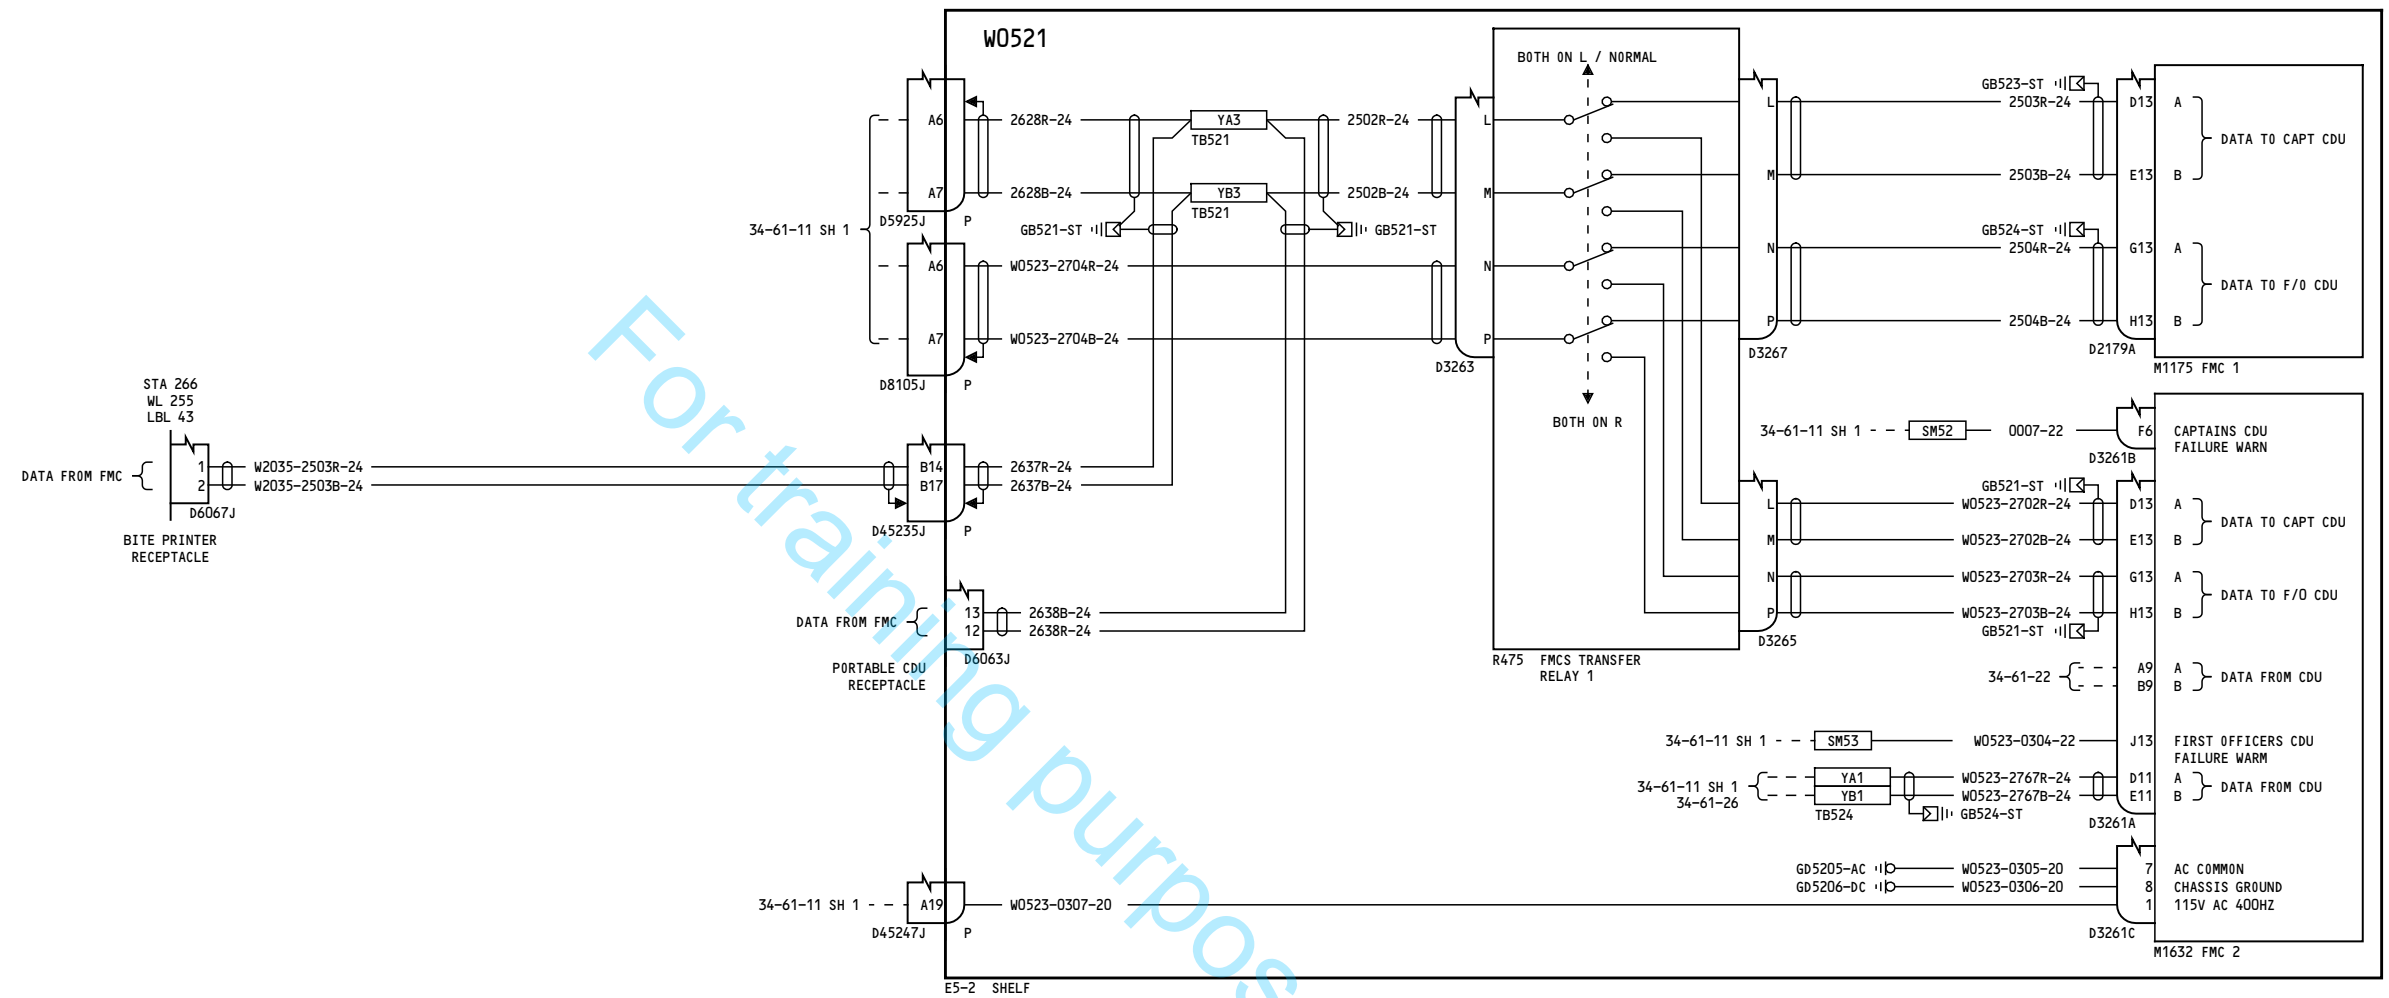 W0521
BOTH ON L / NORMAL
BOTH ON R
34-61-11 SH 1
A6
A7
D5925J
P
A6
A7
D8105J
P
2628R-24
2628B-24
GB521-ST
W0523-2704R-24
W0523-2704B-24
YA3
TB521
YB3
TB521
2502R-24
2502B-24
GB521-ST
L
M
N
P
D3263
L
M
N
P
D3267
GB523-ST
2503R-24
2503B-24
GB524-ST
2504R-24
2504B-24
D13 A
E13 B
DATA TO CAPT CDU
G13 A
H13 B
DATA TO F/O CDU
D2179A
M1175 FMC 1
STA 266
WL 255
LBL 43
DATA FROM FMC
1
2
D6067J
BITE PRINTER
RECEPTACLE
W2035-2503R-24
W2035-2503B-24
B14
B17
D45235J
P
2637R-24
2637B-24
DATA FROM FMC
13
12
D6063J
2638B-24
2638R-24
PORTABLE CDU
RECEPTACLE
R475 FMCS TRANSFER
RELAY 1
L
M
N
P
D3265
34-61-11 SH 1
SM52
0007-22
F6
CAPTAINS CDU
FAILURE WARN
D3261B
GB521-ST
W0523-2702R-24
W0523-2702B-24
D13 A
E13 B
DATA TO CAPT CDU
W0523-2703R-24
W0523-2703B-24
GB521-ST
G13 A
H13 B
DATA TO F/O CDU
34-61-22
A9 A
B9 B
DATA FROM CDU
34-61-11 SH 1
SM53
W0523-0304-22
J13
FIRST OFFICERS CDU
FAILURE WARM
34-61-11 SH 1
34-61-26
YA1
YB1
TB524
W0523-2767R-24
W0523-2767B-24
GB524-ST
D11 A
E11 B
DATA FROM CDU
D3261A
GD5205-AC
W0523-0305-20
7
AC COMMON
GD5206-DC
W0523-0306-20
8
CHASSIS GROUND
34-61-11 SH 1
A19
D45247J
P
W0523-0307-20
1
115V AC 400HZ
D3261C
M1632 FMC 2
E5-2 SHELF
For training purpos